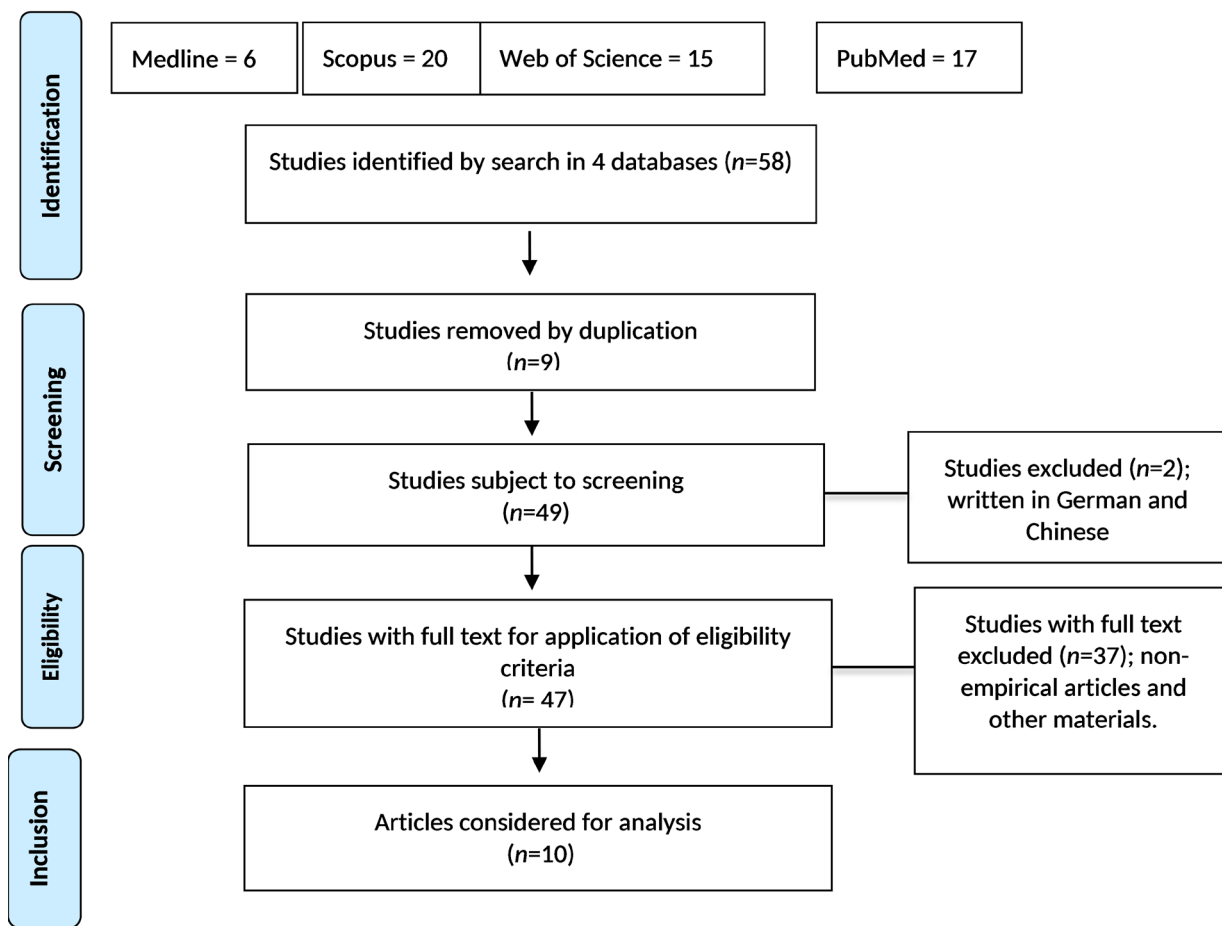 Identification
Medline = 6
Scopus = 20
Web of Science = 15
PubMed = 17
Studies identified by search in 4 databases (n=58)
Screening
Studies removed by duplication
(n=9)
Studies subject to screening
(n=49)
Studies excluded (n=2);
written in German and
Chinese
Eligibility
Studies with full text for application of eligibility
criteria
(n= 47)
Studies with full text
excluded (n=37); non-
empirical articles and
other materials.
Inclusion
Articles considered for analysis
(n=10)